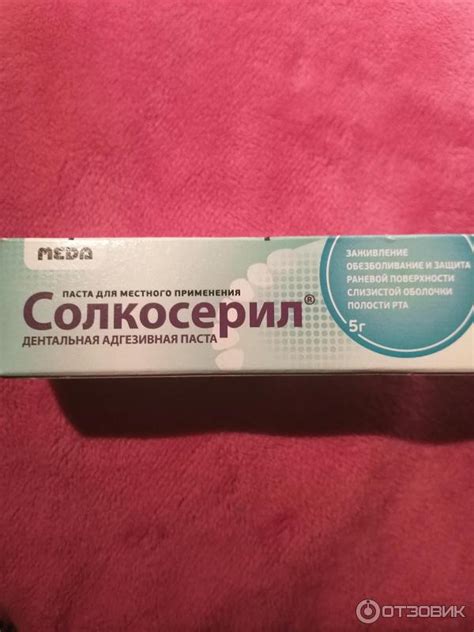 MEDA
ПАСТА ДЛЯ МЕСТНОГО ПРИМЕНЕНИЯ
Солкосерил®
ДЕНТАЛЬНАЯ АДГЕЗИВНАЯ ПАСТА
ЗАЖИВЛЕНИЕ
ОБЕЗБОЛИВАНИЕ И ЗАЩИТА
РАНЕВОЙ ПОВЕРХНОСТИ
СЛИЗИСТОЙ ОБОЛОЧКИ
ПОЛОСТИ РТА
5г
ОТЗОВИК